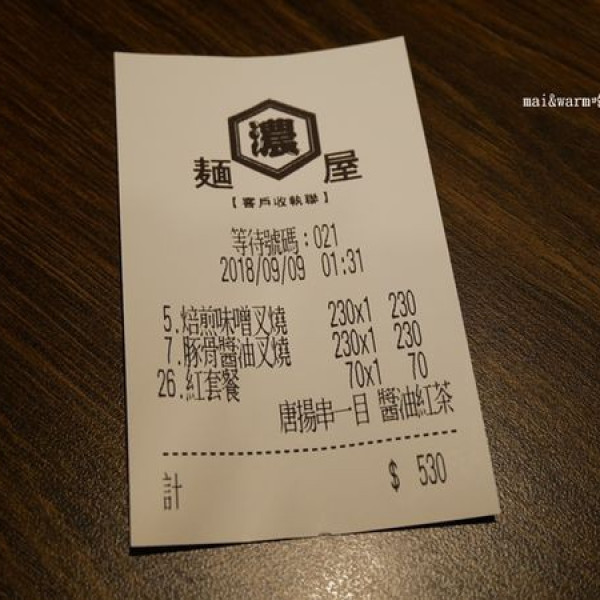 麺 濃 屋
【客戶收執聯】
等待號碼:021
2018/09/09 01:31
5.焙煎味噌叉燒 230x1 230
7.豚骨醬油叉燒 230x1 230
26.紅套餐 70x1 70
唐揚串一目 醬油紅茶
計 $ 530
mai&warm